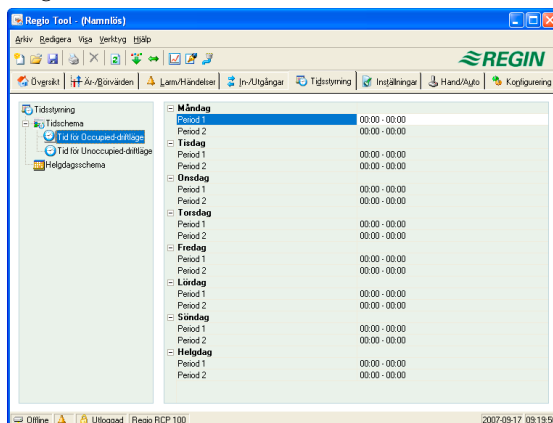 Regio Tool - (Namnlös)
Arkiv Redigera Visa Verktyg Hjälp
REGIN
Översikt Är-/Börvärden Larm/Händelser In-/Utgångar Tidsstyrning Inställningar Hand/Auto Konfigurering
Tidsstyrning
Tidschema
Tid för Occupied-driftläge
Tid för Unoccupied-driftläge
Helgdagsschema
Måndag
Period 1 00:00 - 00:00
Period 2 00:00 - 00:00
Tisdag
Period 1 00:00 - 00:00
Period 2 00:00 - 00:00
Onsdag
Period 1 00:00 - 00:00
Period 2 00:00 - 00:00
Torsdag
Period 1 00:00 - 00:00
Period 2 00:00 - 00:00
Fredag
Period 1 00:00 - 00:00
Period 2 00:00 - 00:00
Lördag
Period 1 00:00 - 00:00
Period 2 00:00 - 00:00
Söndag
Period 1 00:00 - 00:00
Period 2 00:00 - 00:00
Helgdag
Period 1 00:00 - 00:00
Period 2 00:00 - 00:00
Offline Utloggad Regio RCP 100 2007-09-17